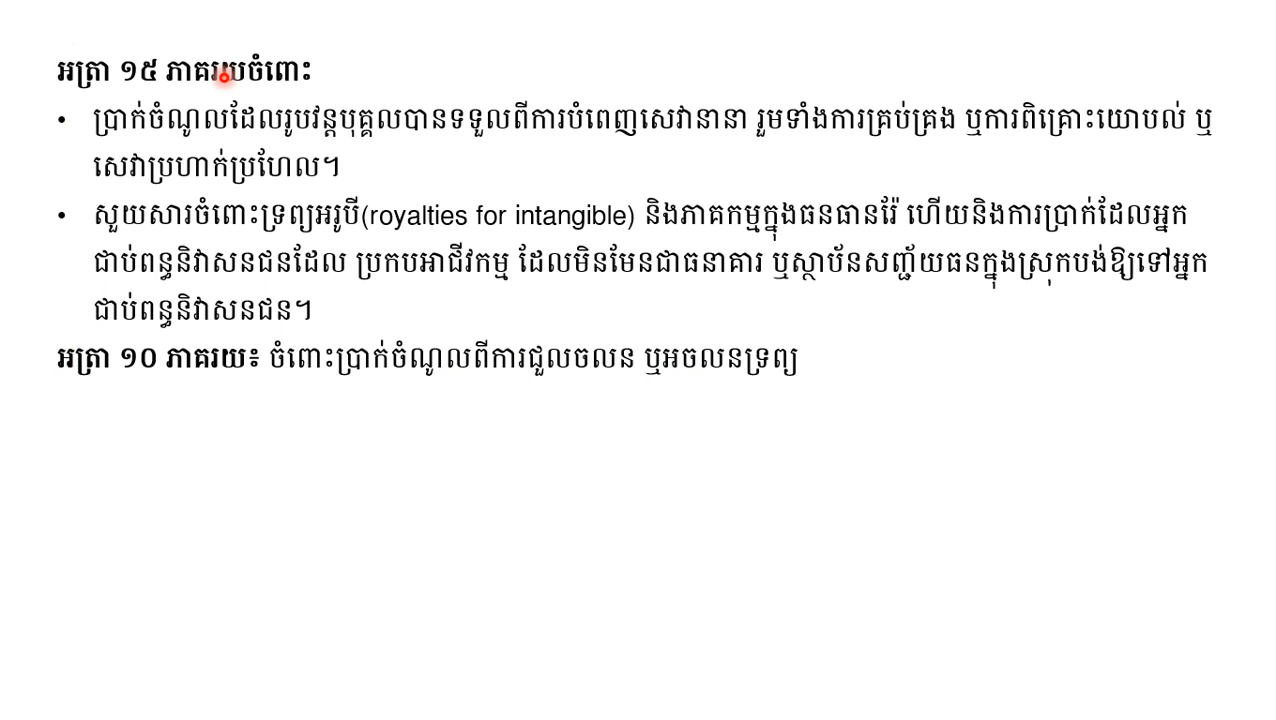 អត្រា ១៥ ភាគរយចំពោះ
• ប្រាក់ចំណូលដែលរូបវន្តបុគ្គលបានទទួលពីការបំពេញសេវានានា រួមទាំងការគ្រប់គ្រង ឬការពិគ្រោះយោបល់ ឬ
សេវាប្រហាក់ប្រហែល។
• សួយសារចំពោះទ្រព្យអរូបី(royalties for intangible) និងភាគកម្មក្នុងធនធានរ៉ែ ហើយនិងការប្រាក់ដែលអ្នក
ជាប់ពន្ធនិវាសនជនដែល ប្រកបអាជីវកម្ម ដែលមិនមែនជាធនាគារ ឬស្ថាប័នសញ្ជ័យធនក្នុងស្រុកបង់ឱ្យទៅអ្នក
ជាប់ពន្ធនិវាសនជន។
អត្រា ១០ ភាគរយ៖ ចំពោះប្រាក់ចំណូលពីការជួលចលន ឬអចលនទ្រព្យ